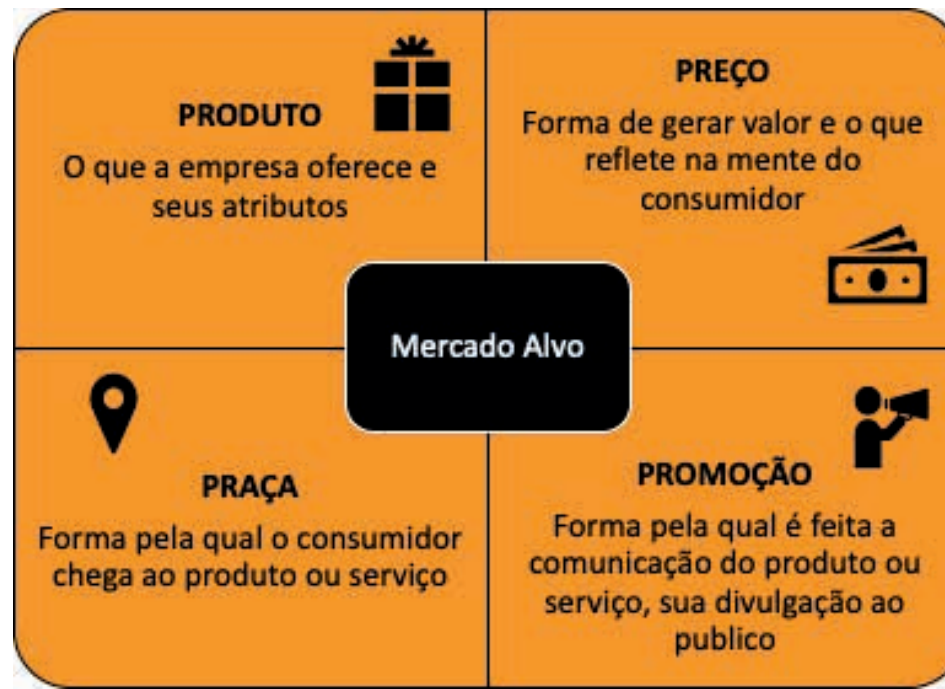 PRODUTO
O que a empresa oferece e
seus atributos
PREÇO
Forma de gerar valor e o que
reflete na mente do
consumidor
Mercado Alvo
PRAÇA
Forma pela qual o consumidor
chega ao produto ou serviço
PROMOÇÃO
Forma pela qual é feita a
comunicação do produto ou
serviço, sua divulgação ao
publico